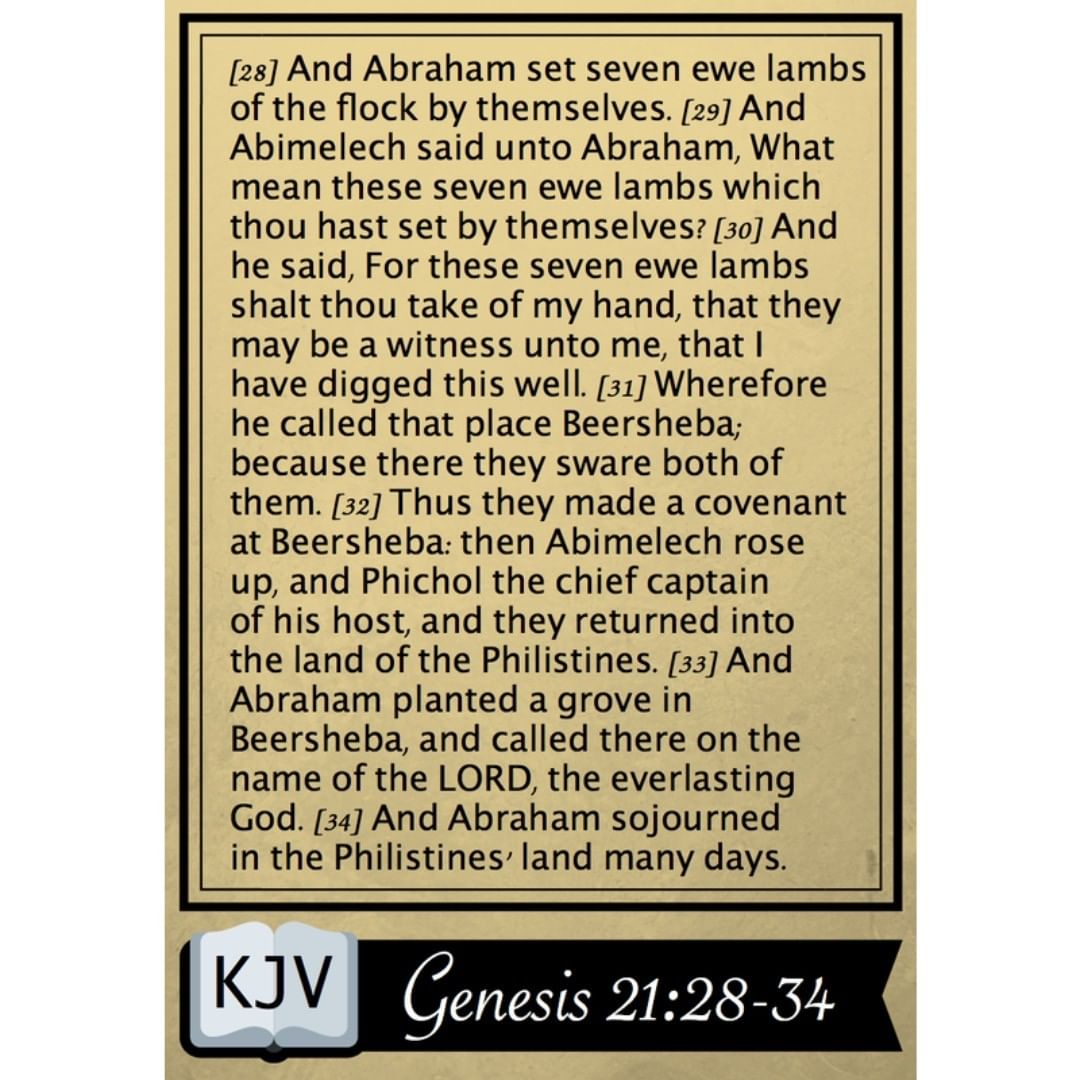 [28] And Abraham set seven ewe lambs
of the flock by themselves. [29] And
Abimelech said unto Abraham, What
mean these seven ewe lambs which
thou hast set by themselves? [30] And
he said, For these seven ewe lambs
shalt thou take of my hand, that they
may be a witness unto me, that I
have digged this well. [31] Wherefore
he called that place Beersheba;
because there they sware both of
them. [32] Thus they made a covenant
at Beersheba: then Abimelech rose
up, and Phichol the chief captain
of his host, and they returned into
the land of the Philistines. [33] And
Abraham planted a grove in
Beersheba, and called there on the
name of the LORD, the everlasting
God. [34] And Abraham sojourned
in the Philistines' land many days.
KJV
Genesis 21:28-34